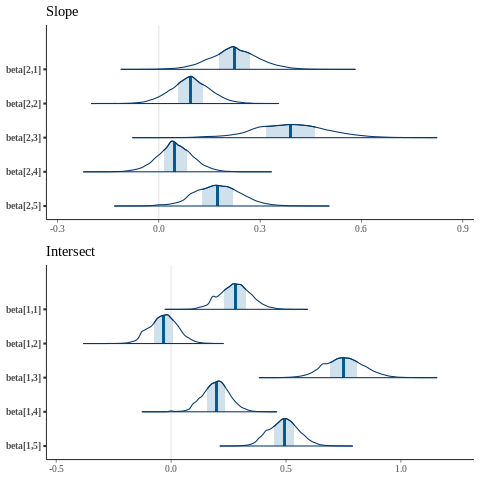 Slope
beta[2,1]
beta[2,2]
beta[2,3]
beta[2,4]
beta[2,5]
-0.3 0.0 0.3 0.6 0.9
Intersect
beta[1,1]
beta[1,2]
beta[1,3]
beta[1,4]
beta[1,5]
-0.5 0.0 0.5 1.0